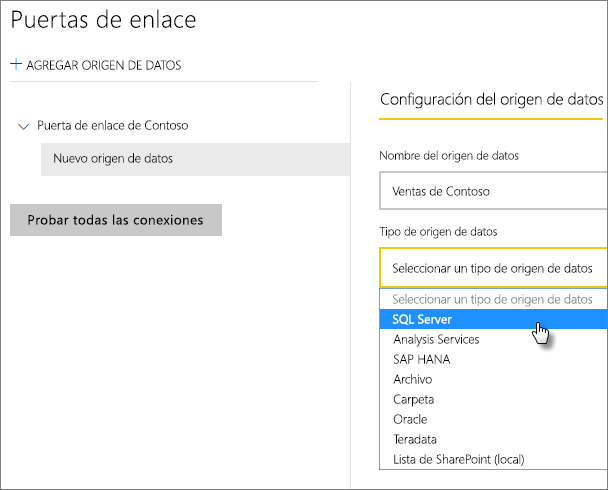 Puertas de enlace
+ AGREGAR ORIGEN DE DATOS
Puerta de enlace de Contoso
Nuevo origen de datos
Probar todas las conexiones
Configuración del origen de datos
Nombre del origen de datos
Ventas de Contoso
Tipo de origen de datos
Seleccionar un tipo de origen de datos
Seleccionar un tipo de origen de datos
SQL Server
Analysis Services
SAP HANA
Archivo
Carpeta
Oracle
Teradata
Lista de SharePoint (local)